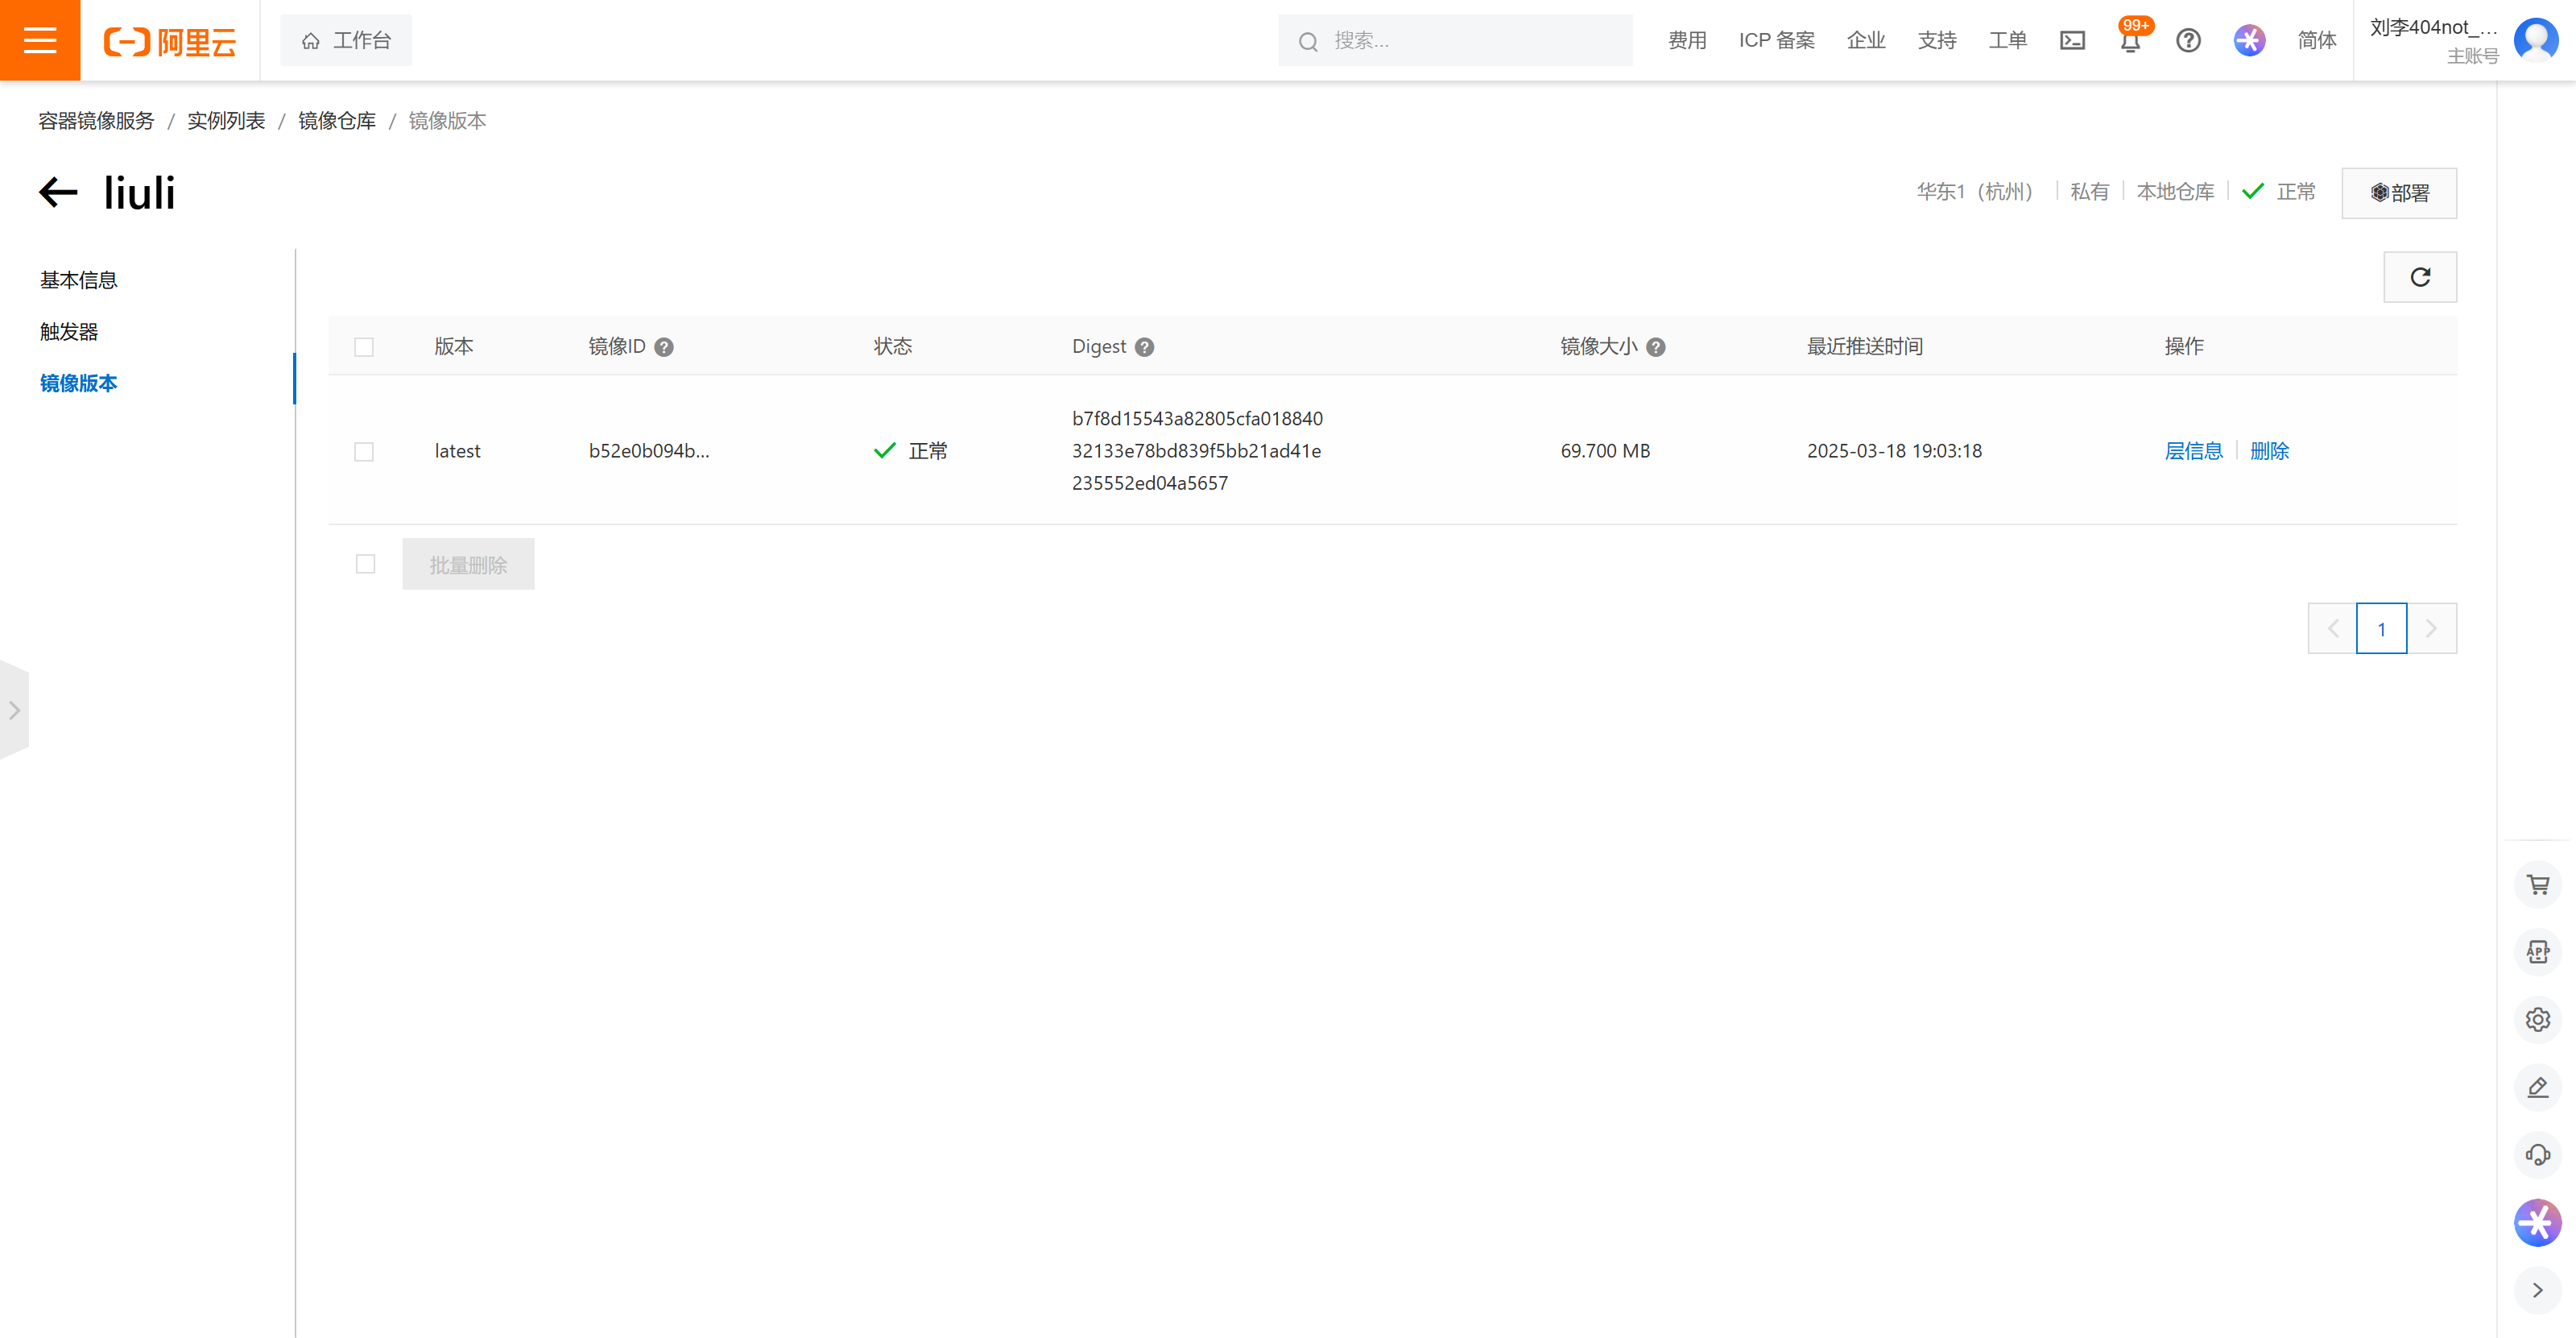 阿里云
工作台
搜索...
费用
ICP 备案
企业
支持
工单
99+
简体
刘李404not_...
主账号
容器镜像服务 / 实例列表 / 镜像仓库 / 镜像版本
liuli
华东1（杭州）
私有
本地仓库
正常
部署
基本信息
触发器
镜像版本
版本
镜像ID
状态
Digest
镜像大小
最近推送时间
操作
latest
b52e0b094b...
正常
b7f8d15543a82805cfa018840
32133e78bd839f5bb21ad41e
235552ed04a5657
69.700 MB
2025-03-18 19:03:18
层信息
删除
批量删除
1
APP